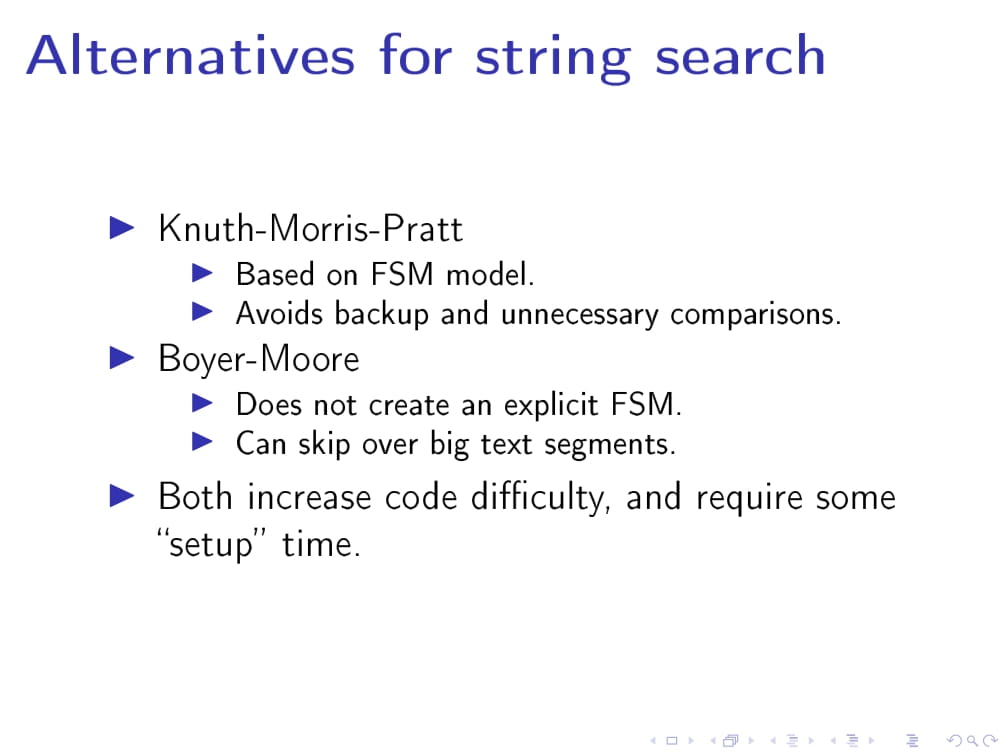 Alternatives for string search
Knuth-Morris-Pratt
Based on FSM model.
Avoids backup and unnecessary comparisons.
Boyer-Moore
Does not create an explicit FSM.
Can skip over big text segments.
Both increase code difficulty, and require some
“setup” time.